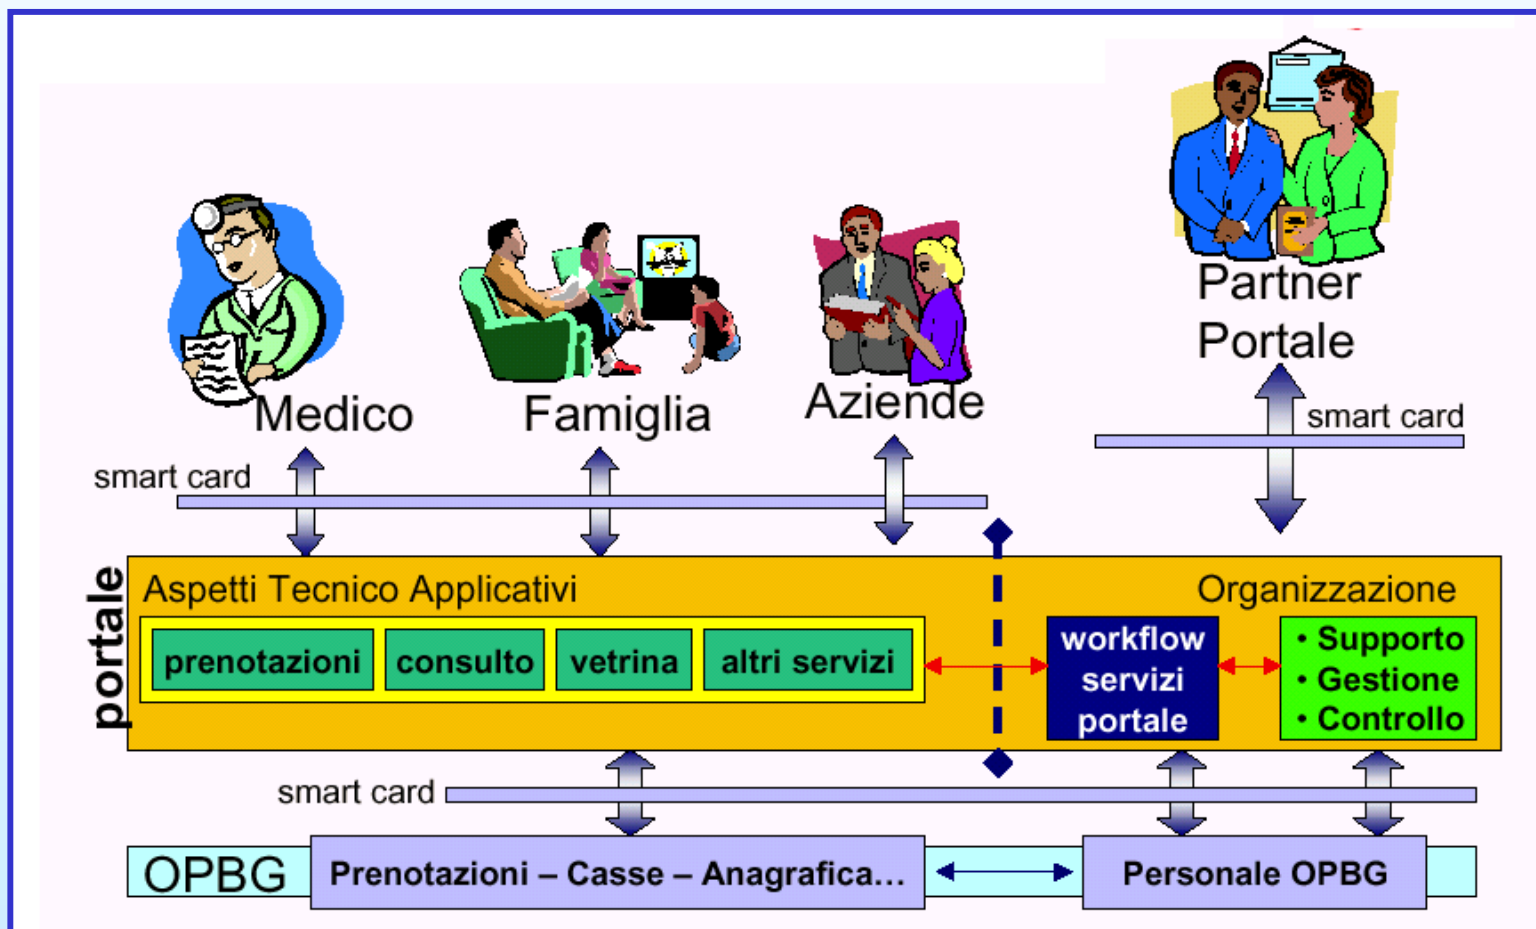 Partner
Portale
Medico
Famiglia
Aziende
smart card
smart card
portale
Aspetti Tecnico Applicativi
Organizzazione
prenotazioni
consulto
vetrina
altri servizi
workflow
servizi
portale
• Supporto
• Gestione
• Controllo
smart card
OPBG
Prenotazioni – Casse – Anagrafica...
Personale OPBG